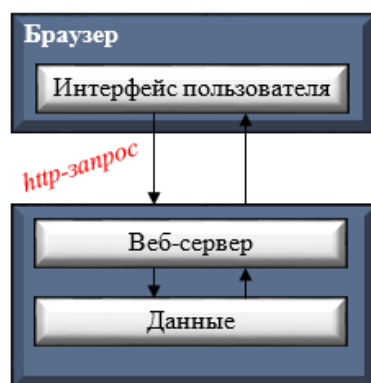 Браузер
Интерфейс пользователя
http-запрос
Веб-сервер
Данные